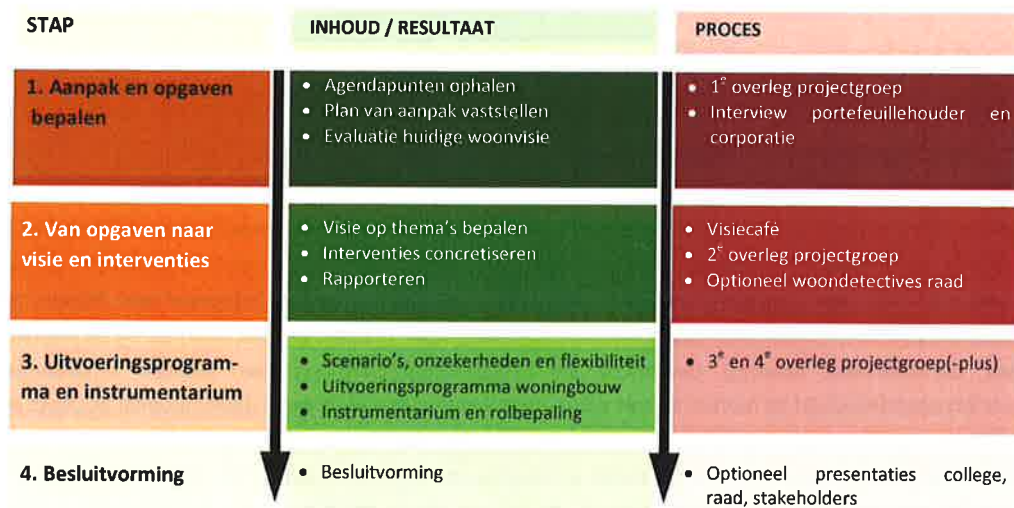 STAP
INHOUD / RESULTAAT
PROCES
1. Aanpak en opgaven
bepalen
• Agendapunten ophalen
• Plan van aanpak vaststellen
• Evaluatie huidige woonvisie
• 1e overleg projectgroep
• Interview portefeuillehouder en
corporatie
2. Van opgaven naar
visie en interventies
• Visie op thema's bepalen
• Interventies concretiseren
• Rapporteren
• Visiecafé
• 2e overleg projectgroep
• Optioneel woondetectives raad
3. Uitvoeringsprogram-
ma en instrumentarium
• Scenario's, onzekerheden en flexibiliteit
• Uitvoeringsprogramma woningbouw
• Instrumentarium en rolbepaling
• 3e en 4e overleg projectgroep(-plus)
4. Besluitvorming
• Besluitvorming
• Optioneel presentaties college,
raad, stakeholders